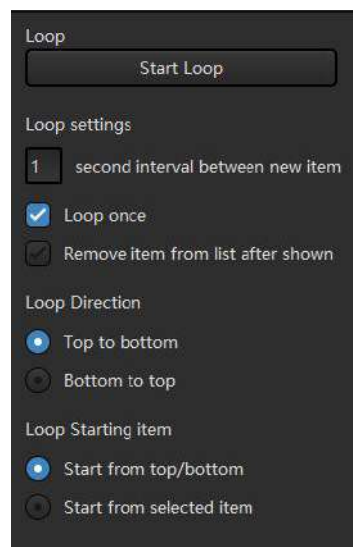 Loop
Start Loop
Loop settings
1 second interval between new item
Loop once
Remove item from list after shown
Loop Direction
Top to bottom
Bottom to top
Loop Starting item
Start from top/bottom
Start from selected item